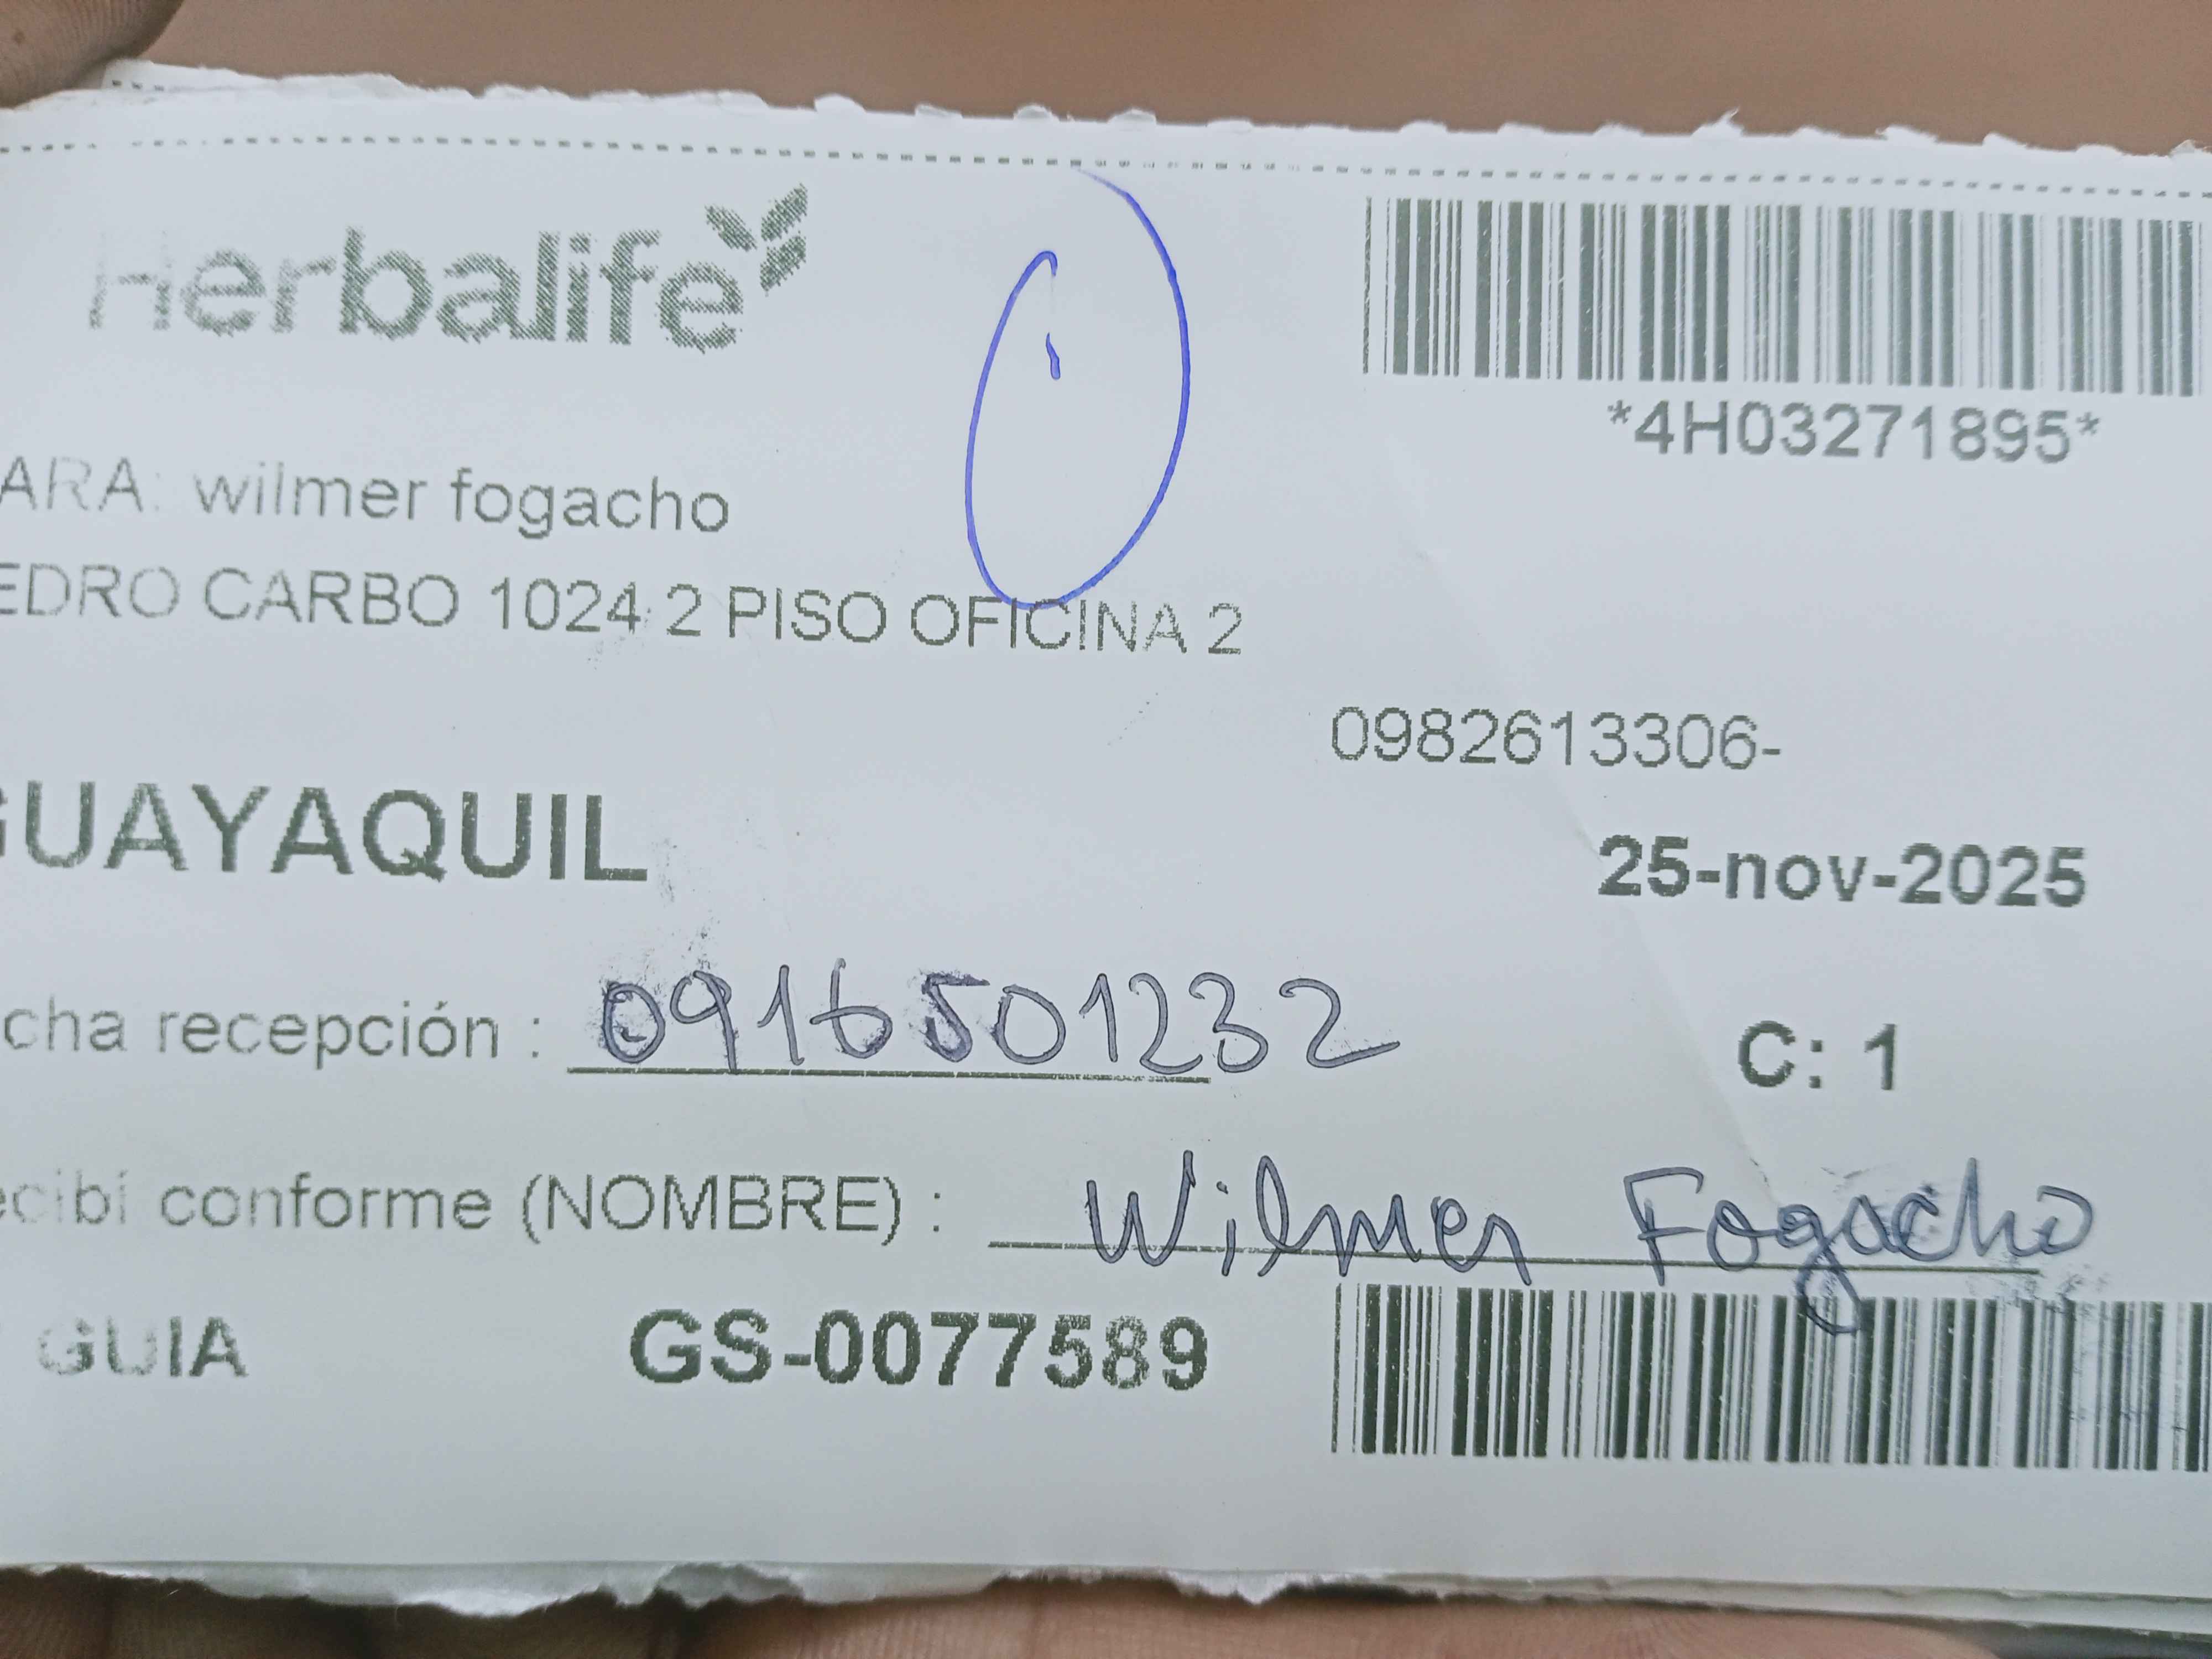 Herbalife
*4H03271895*
ARA: wilmer fogacho
EDRO CARBO 1024 2 PISO OFICINA 2
0982613306-
GUAYAQUIL
25-nov-2025
cha recepción : 0916501232
C: 1
ecibí conforme (NOMBRE) : Wilmer Fogacho
GUIA GS-0077589